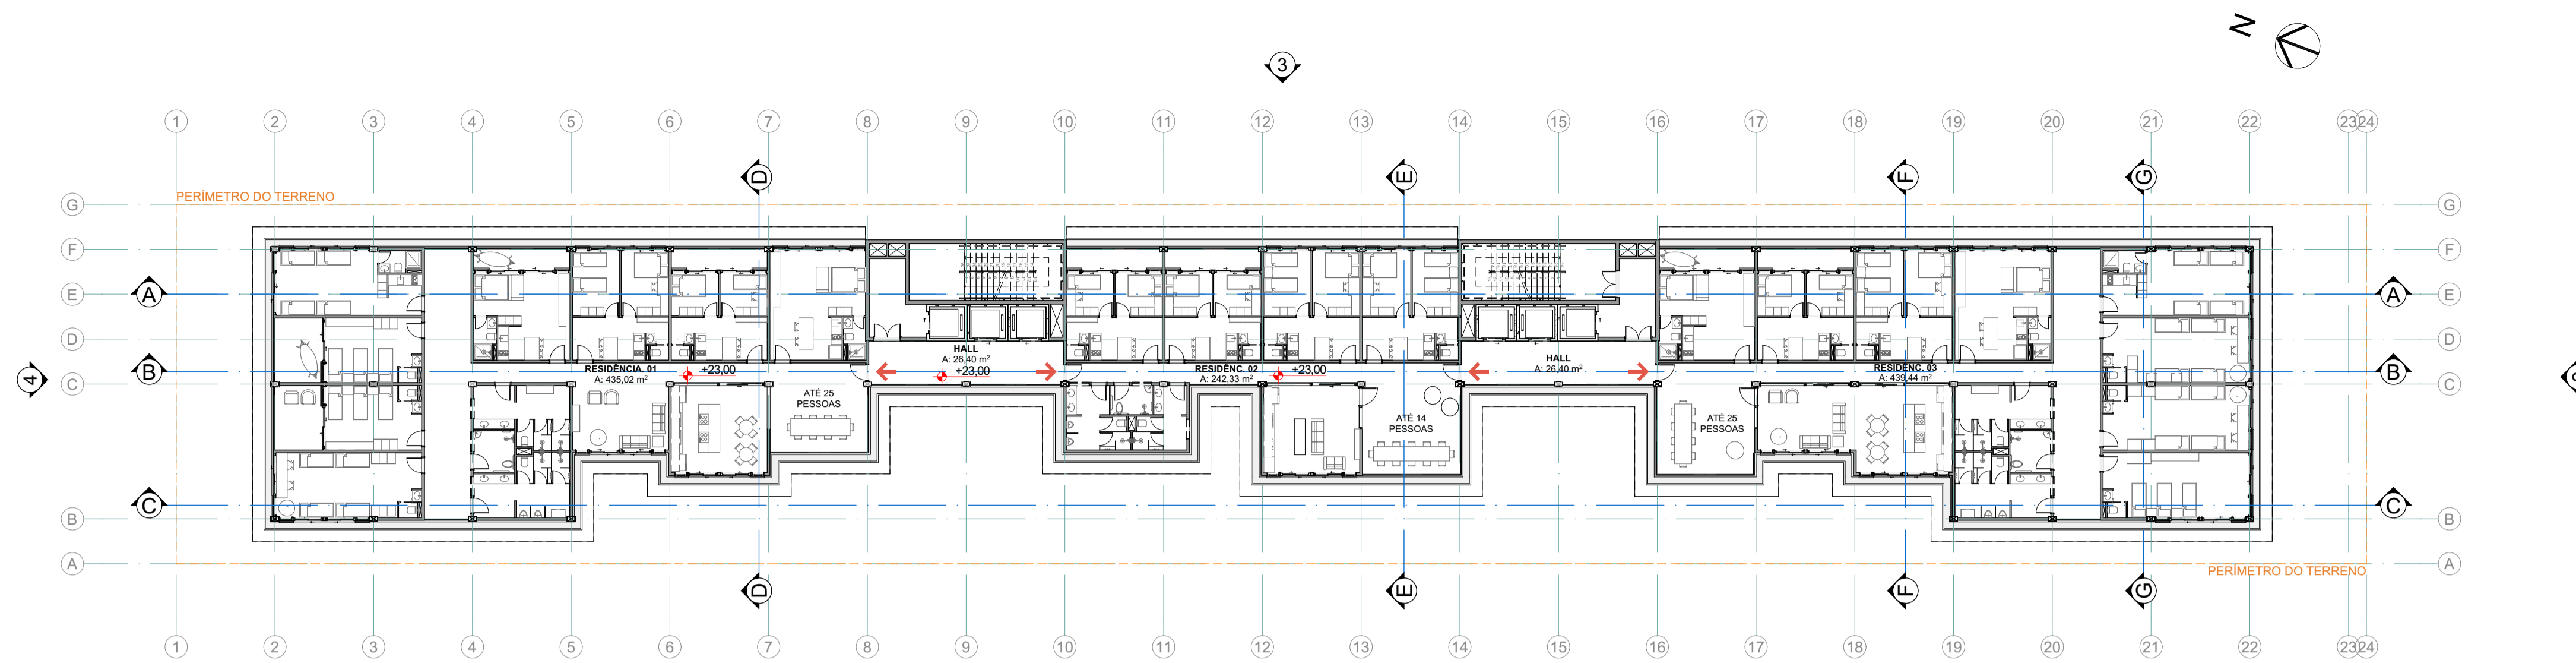 N
3
1 2 3 4 5 6 7 8 9 10 11 12 13 14 15 16 17 18 19 20 21 22 23 24
D E F G
PERÍMETRO DO TERRENO
G G
F F
A E E A
D D
HALL
A: 26,40 m²
+23,00
HALL
A: 26,40 m²
4
B B
RESIDÊNCIA. 01
A: 435,02 m²
+23,00
RESIDÊNC. 02
A: 242,33 m²
+23,00
RESIDÊNC. 03
A: 439,44 m²
C C
ATÉ 25
PESSOAS
ATÉ 14
PESSOAS
ATÉ 25
PESSOAS
C C
B B
A A
PERÍMETRO DO TERRENO
D E F G
1 2 3 4 5 6 7 8 9 10 11 12 13 14 15 16 17 18 19 20 21 22 23 24